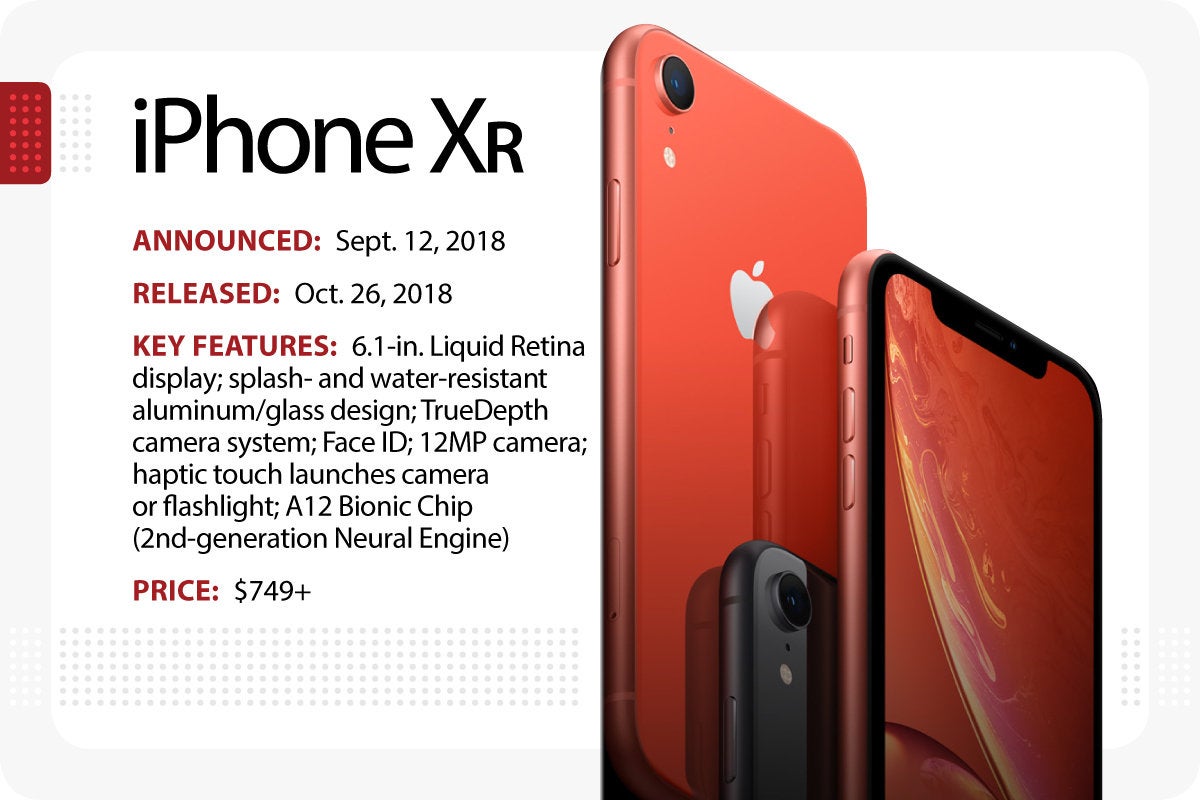 iPhone XR
ANNOUNCED: Sept. 12, 2018
RELEASED: Oct. 26, 2018
KEY FEATURES: 6.1-in. Liquid Retina
display; splash- and water-resistant
aluminum/glass design; TrueDepth
camera system; Face ID; 12MP camera;
haptic touch launches camera
or flashlight; A12 Bionic Chip
(2nd-generation Neural Engine)
PRICE: $749+